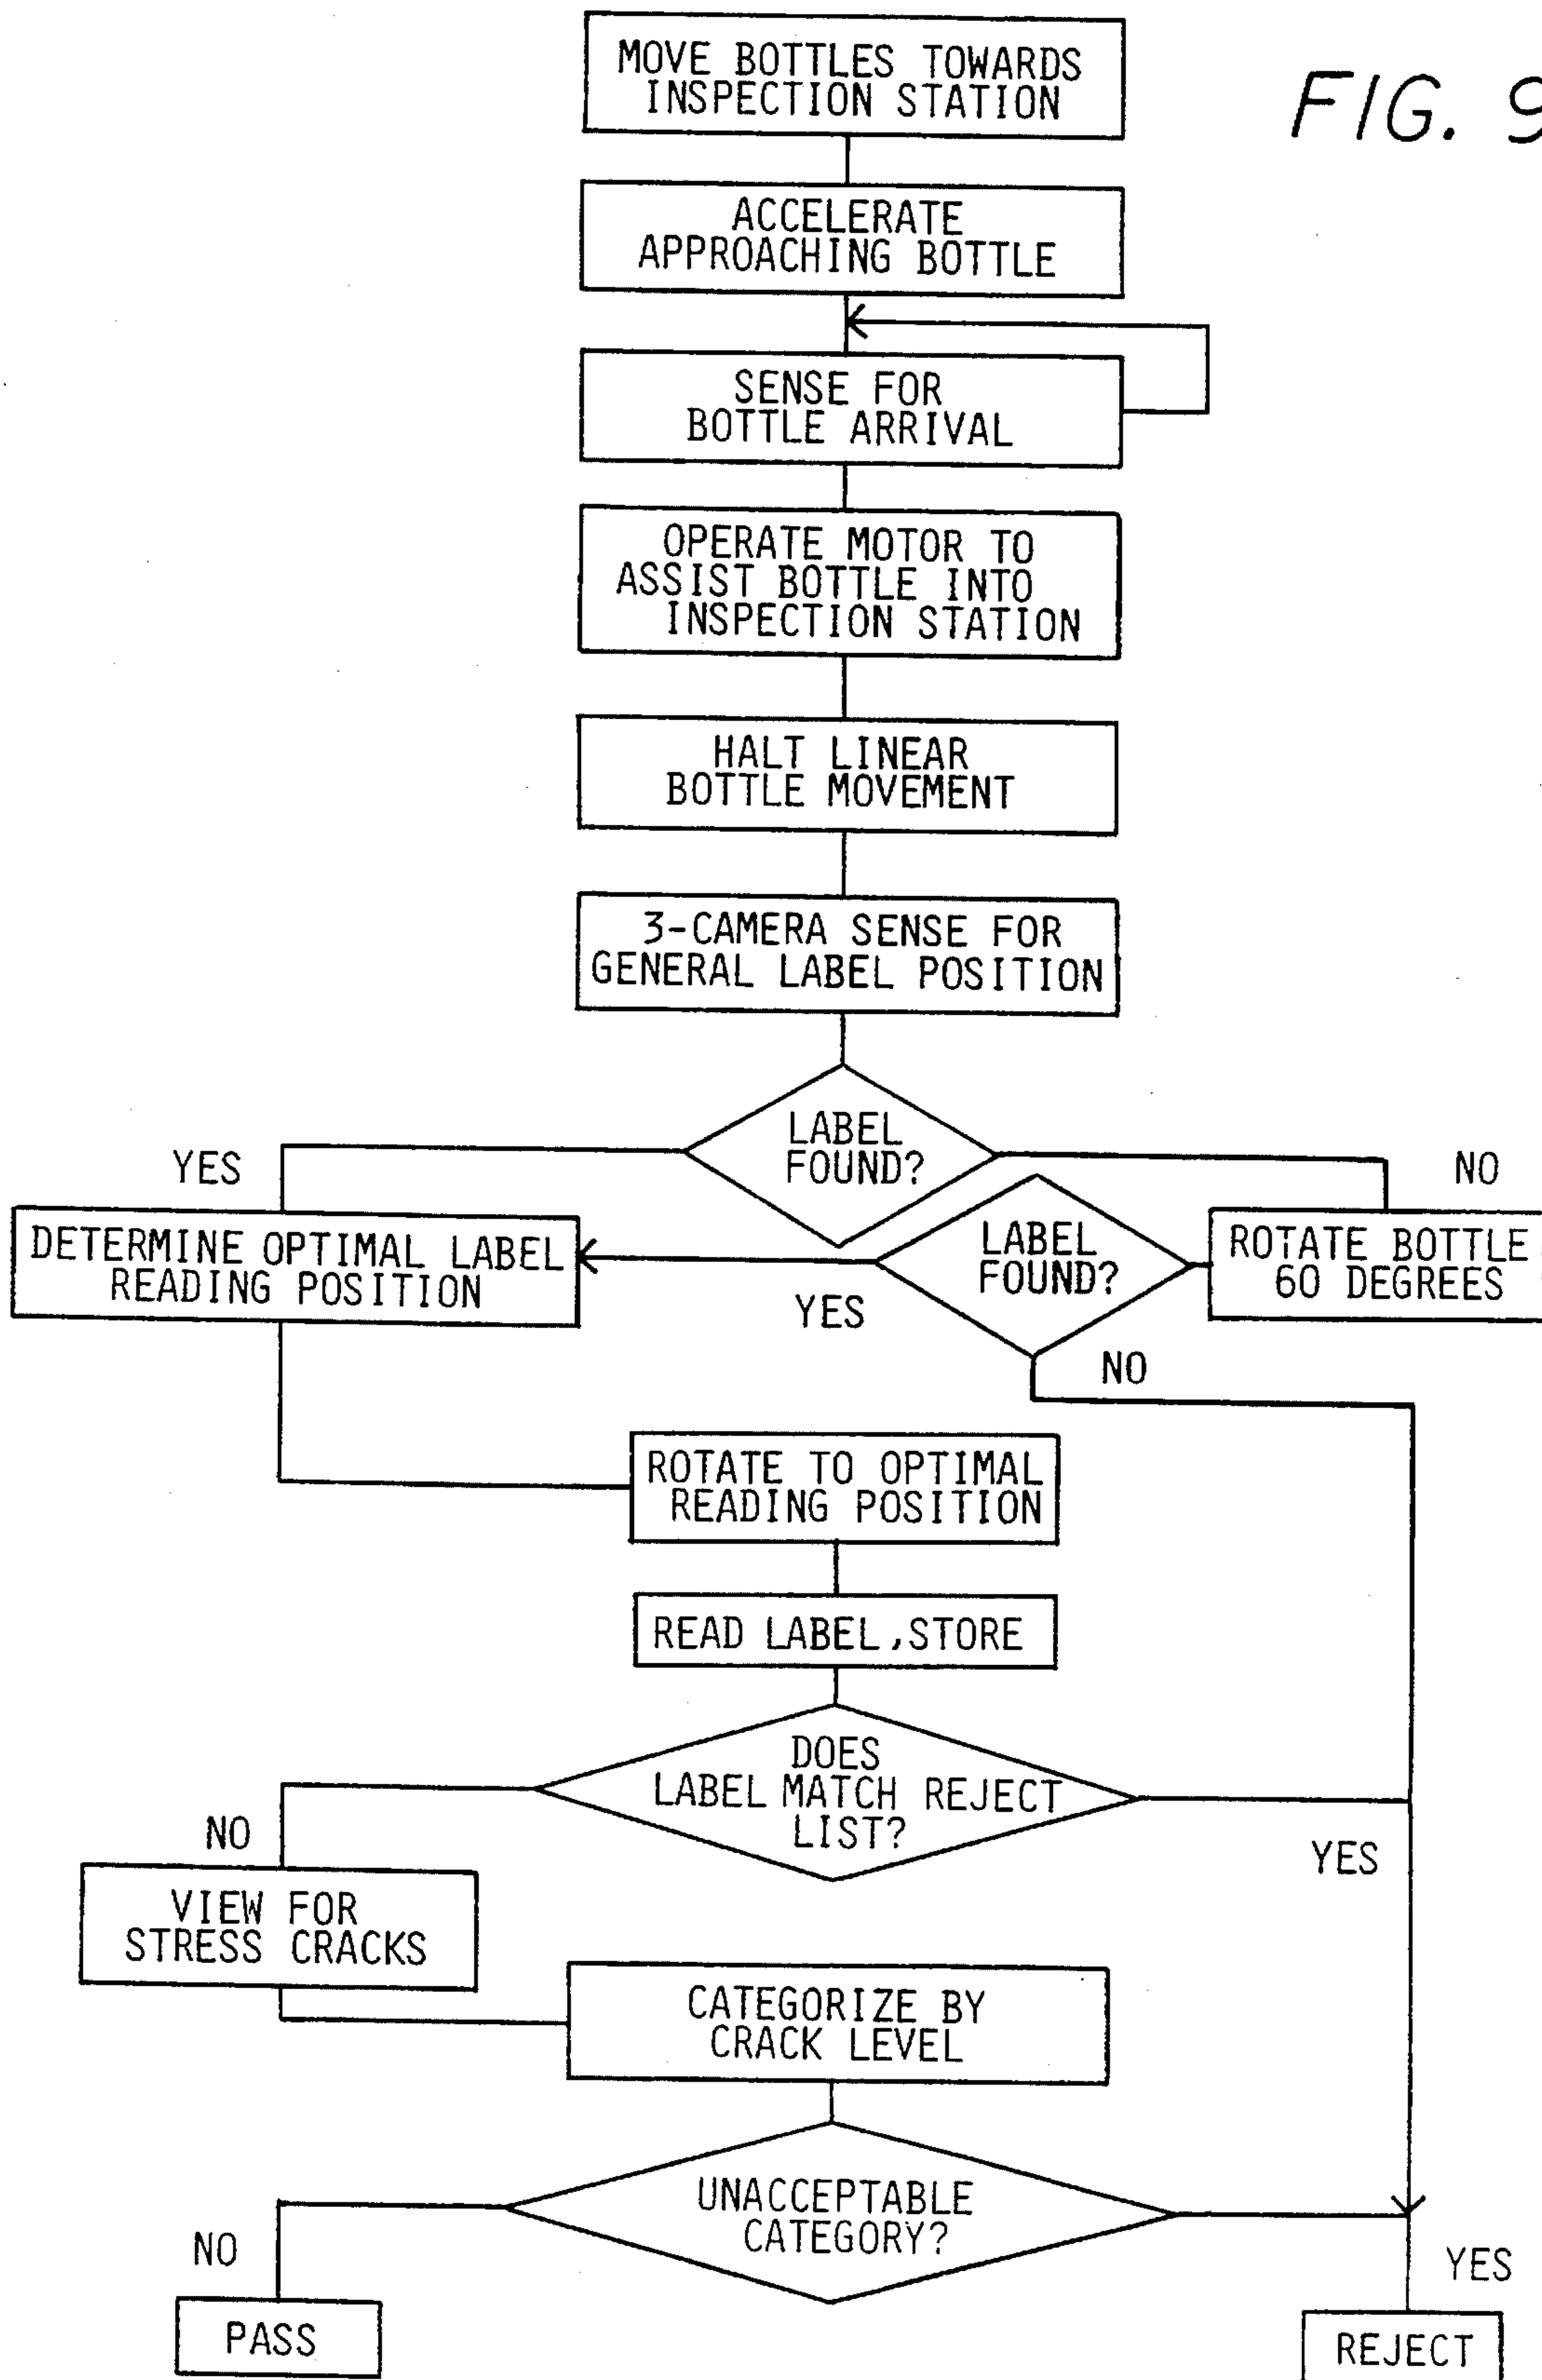 MOVE BOTTLES TOWARDS
INSPECTION STATION
FIG. 9
ACCELERATE
APPROACHING BOTTLE
SENSE FOR
BOTTLE ARRIVAL
OPERATE MOTOR TO
ASSIST BOTTLE INTO
INSPECTION STATION
HALT LINEAR
BOTTLE MOVEMENT
3-CAMERA SENSE FOR
GENERAL LABEL POSITION
LABEL
FOUND?
YES
NO
DETERMINE OPTIMAL LABEL
READING POSITION
LABEL
FOUND?
ROTATE BOTTLE
60 DEGREES
YES
NO
ROTATE TO OPTIMAL
READING POSITION
READ LABEL,STORE
DOES
LABEL MATCH REJECT
LIST?
NO
YES
VIEW FOR
STRESS CRACKS
CATEGORIZE BY
CRACK LEVEL
UNACCEPTABLE
CATEGORY?
NO
YES
PASS
REJECT